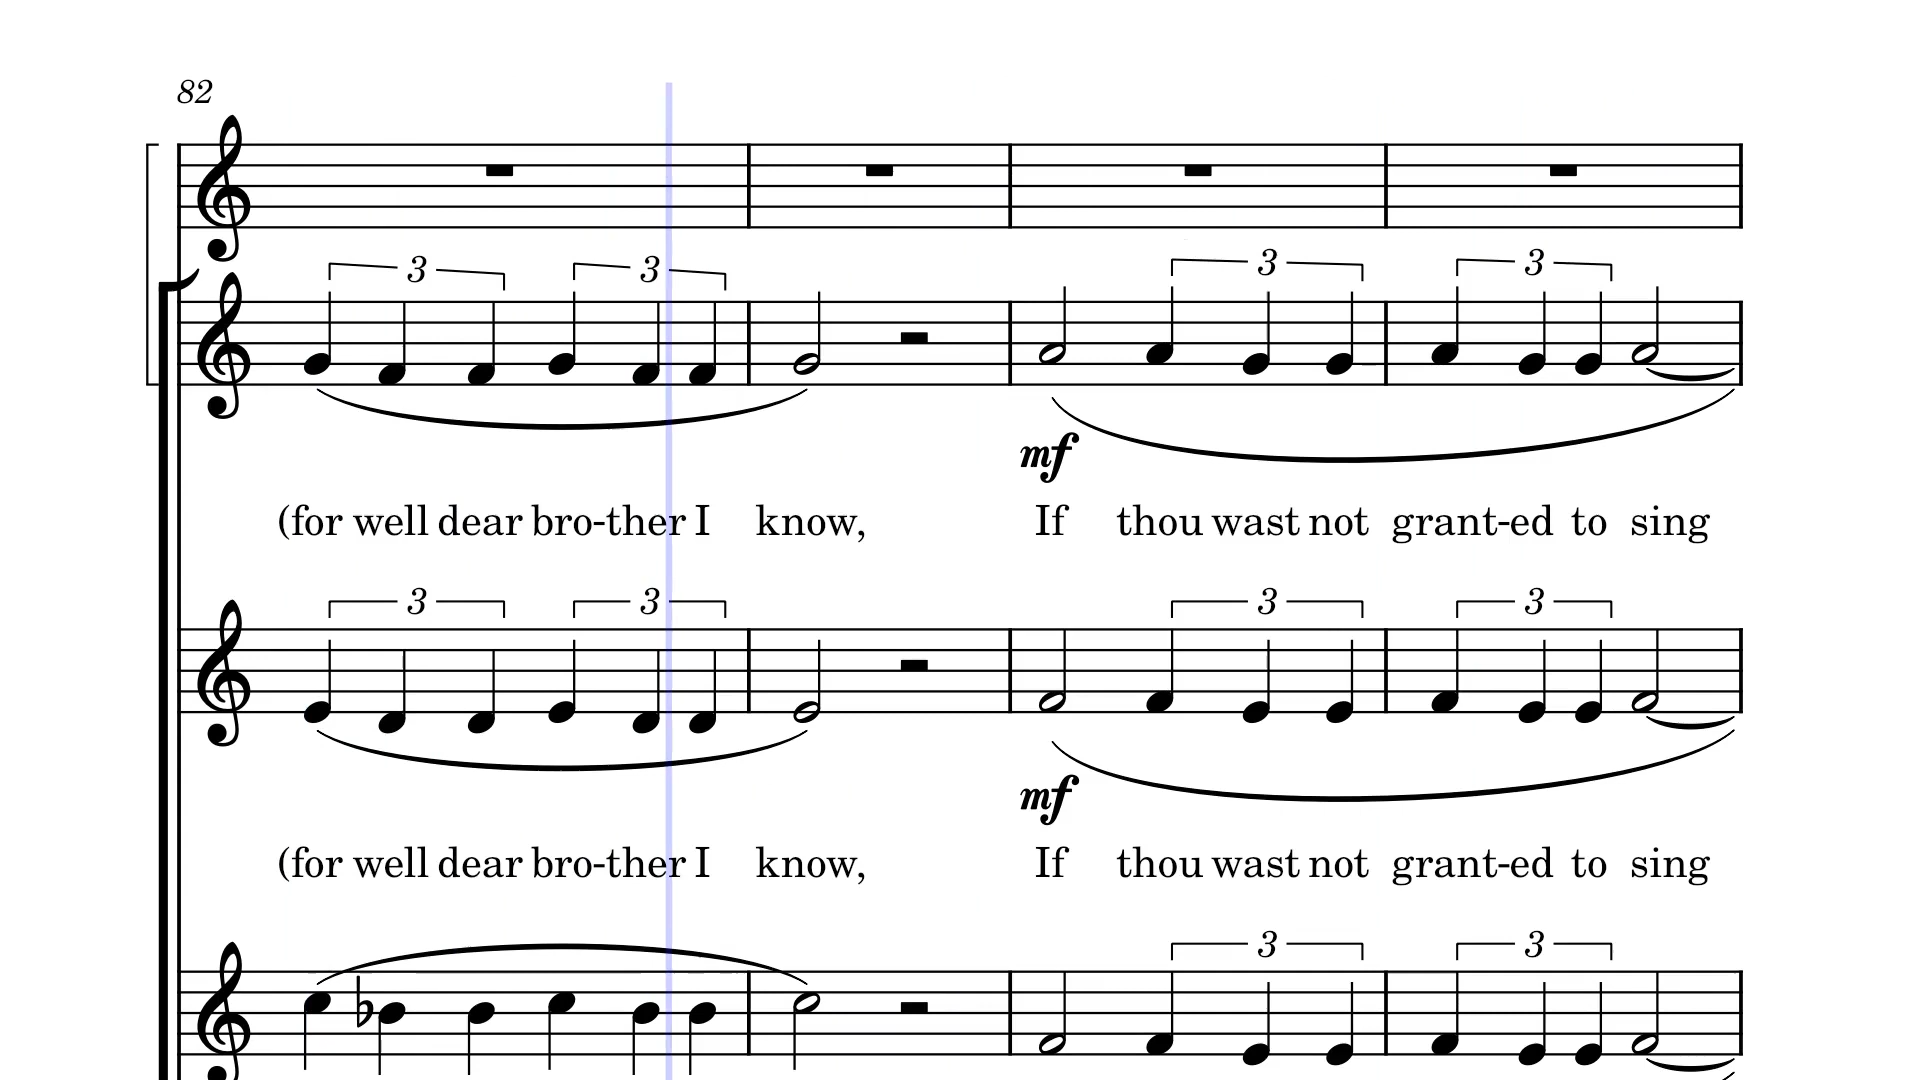 82
3 3 3 3
mf
(for well dear bro-ther I know, If thou wast not grant-ed to sing
3 3 3 3
mf
(for well dear bro-ther I know, If thou wast not grant-ed to sing
3 3